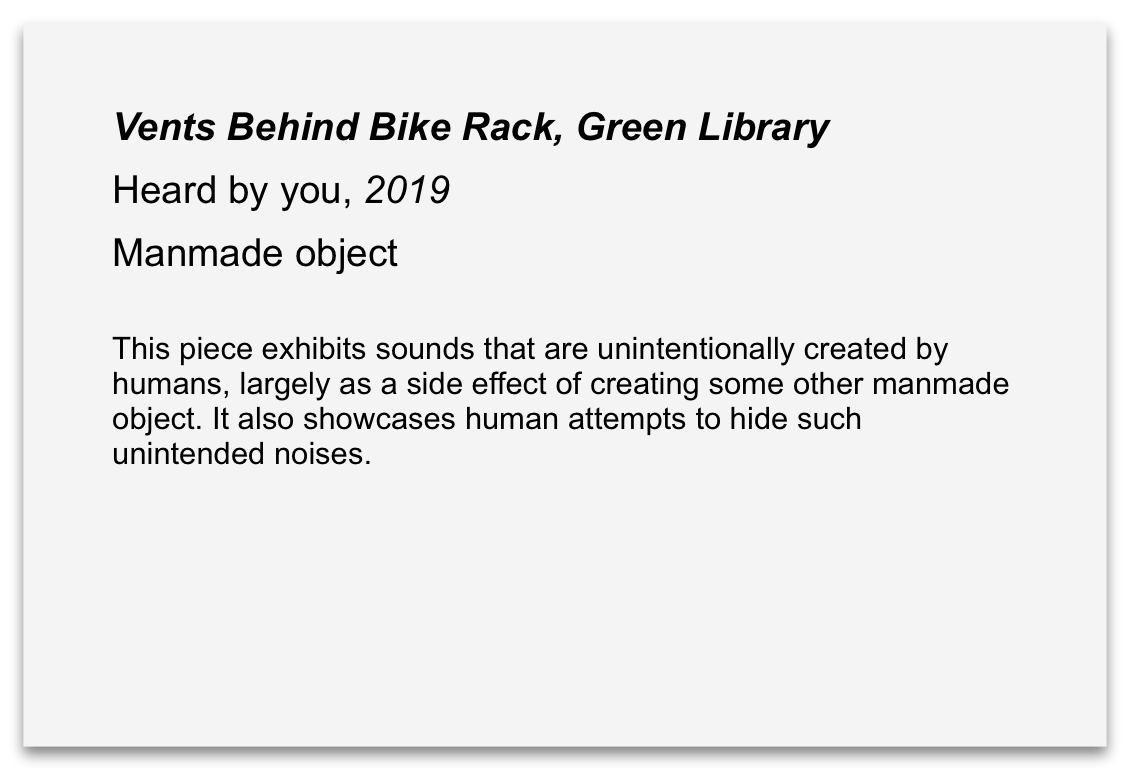 Vents Behind Bike Rack, Green Library
Heard by you, 2019
Manmade object
This piece exhibits sounds that are unintentionally created by
humans, largely as a side effect of creating some other manmade
object. It also showcases human attempts to hide such
unintended noises.